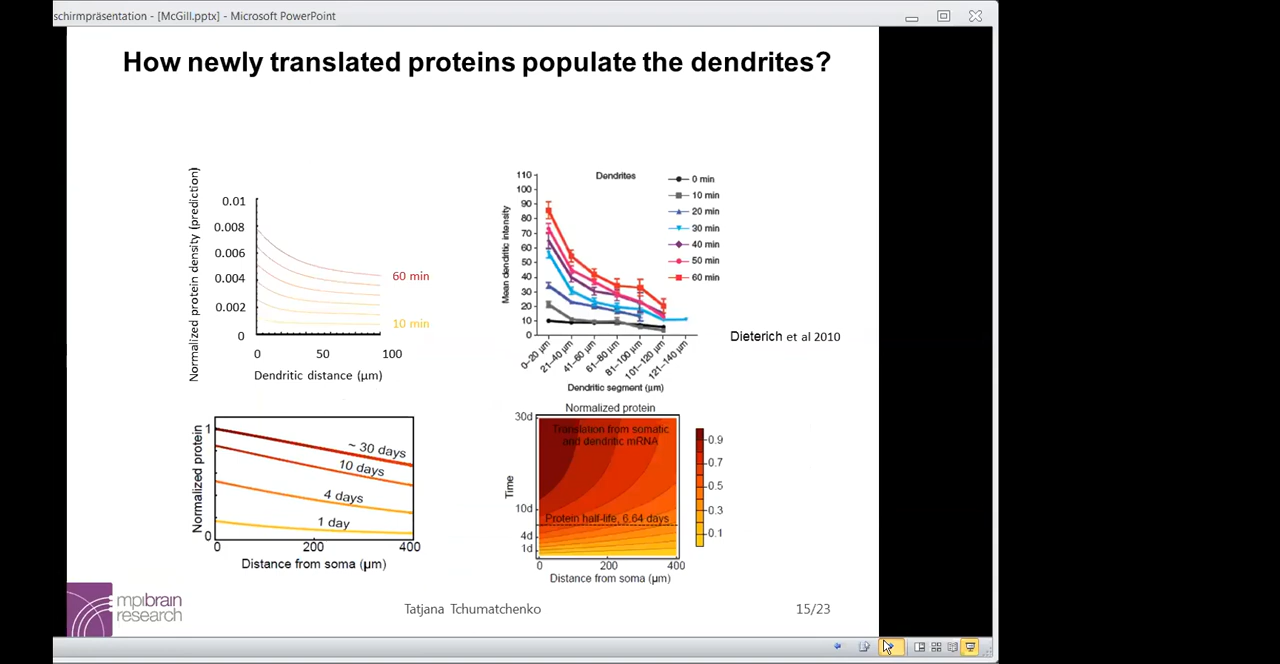 schirmpräsentation - [McGill.pptx] - Microsoft PowerPoint
How newly translated proteins populate the dendrites?
Normalized protein density (prediction)
0.01
0.008
0.006
0.004
0.002
0
60 min
10 min
0
50
100
Dendritic distance (µm)
Dendrites
Mean dendritic intensity
110
100
90
80
70
60
50
40
30
20
10
0
0 min
10 min
20 min
30 min
40 min
50 min
60 min
0–20 µm
21–40 µm
41–60 µm
61–80 µm
81–100 µm
101–120 µm
121–140 µm
Dendritic segment (µm)
Dieterich et al 2010
Normalized protein
1
0
~ 30 days
10 days
4 days
1 day
0
200
400
Distance from soma (µm)
Normalized protein
Time
30d
10d
4d
1d
Translation from somatic
and dendritic mRNA
Protein half-life, 6.64 days
0
200
400
Distance from soma (µm)
0.9
0.7
0.5
0.3
0.1
mpibrain
research
Tatjana Tchumatchenko
15/23